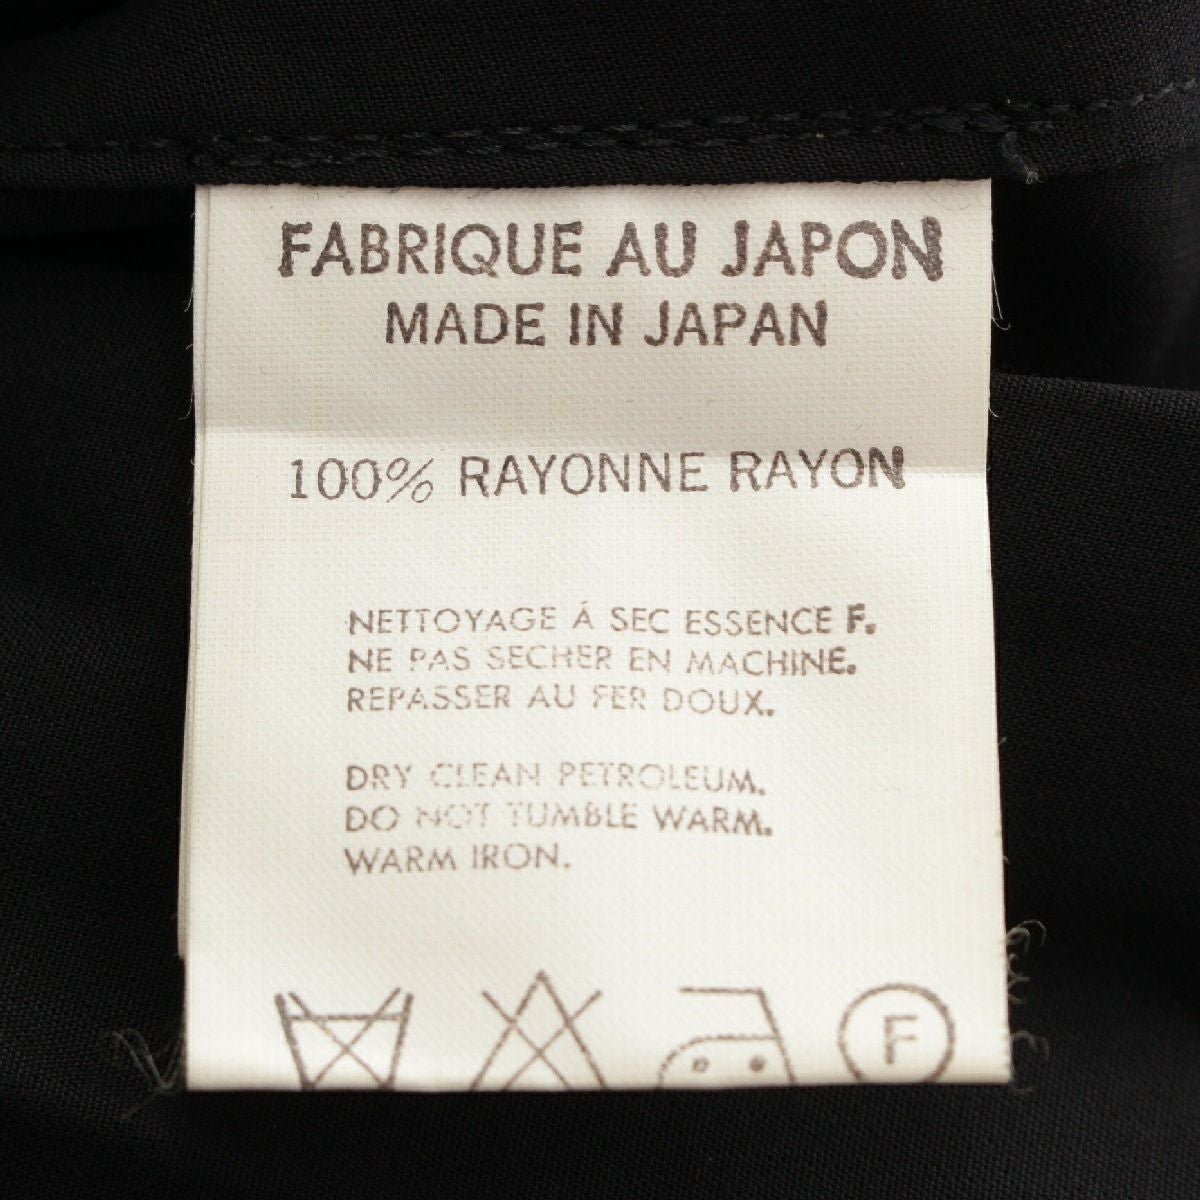 FABRIQUE AU JAPON
MADE IN JAPAN
100% RAYONNE RAYON
NETTOYAGE Á SEC ESSENCE F.
NE PAS SECHER EN MACHINE.
REPASSER AU FER DOUX.
DRY CLEAN PETROLEUM.
DO NOT TUMBLE WARM.
WARM IRON.
F